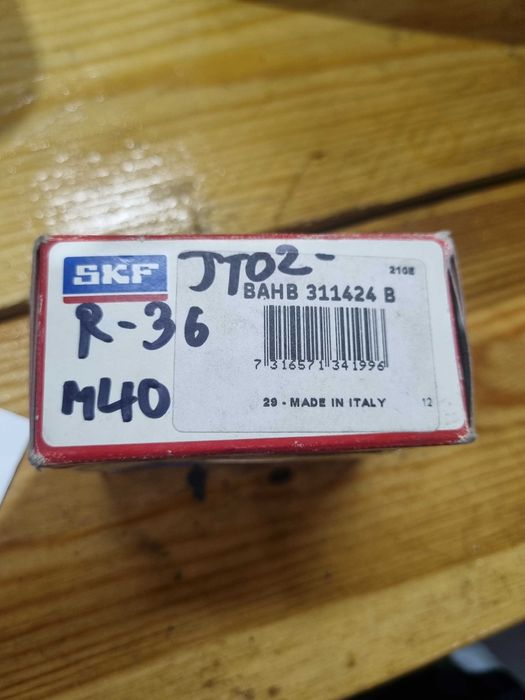 SKF
JT02-
210E
BAHB 311424 B
R-36
7 316571 341996
M40
29 - MADE IN ITALY
12